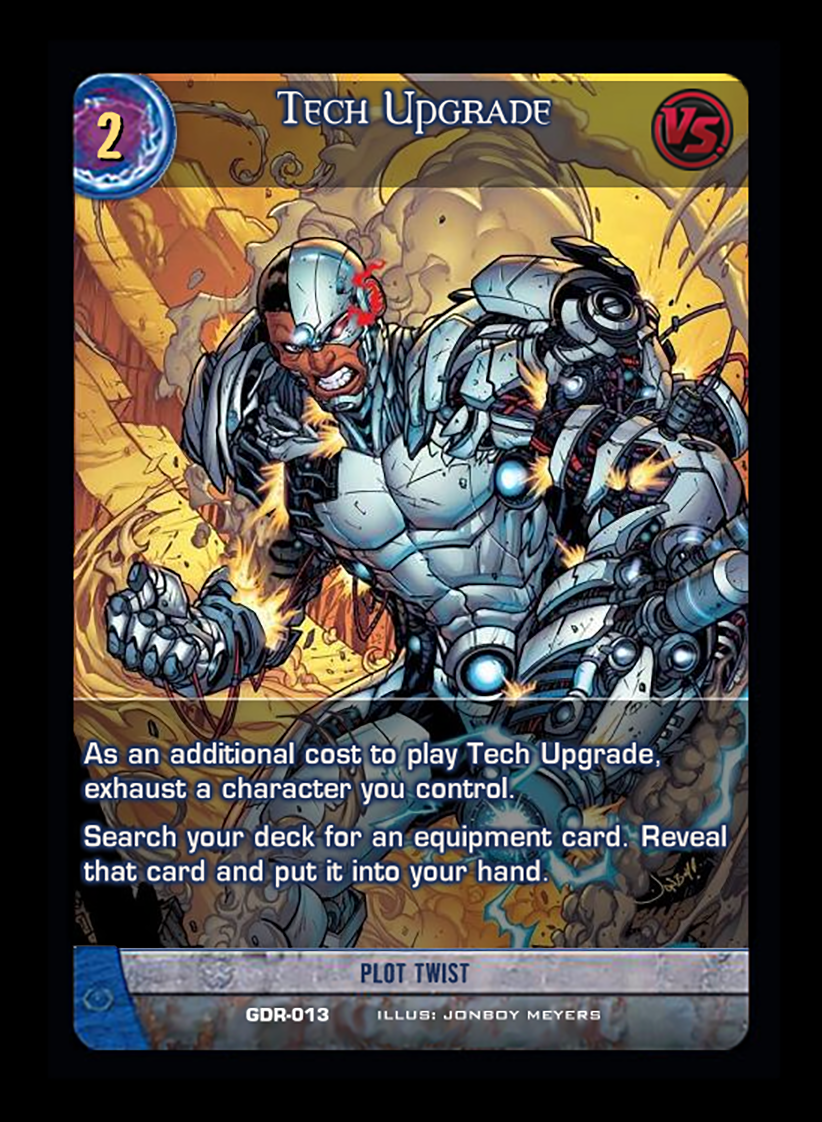 2
Tech Upgrade
VS.
As an additional cost to play Tech Upgrade,
exhaust a character you control.
Search your deck for an equipment card. Reveal
that card and put it into your hand.
Jonboy
PLOT TWIST
GDR-013 ILLUS: JONBOY MEYERS